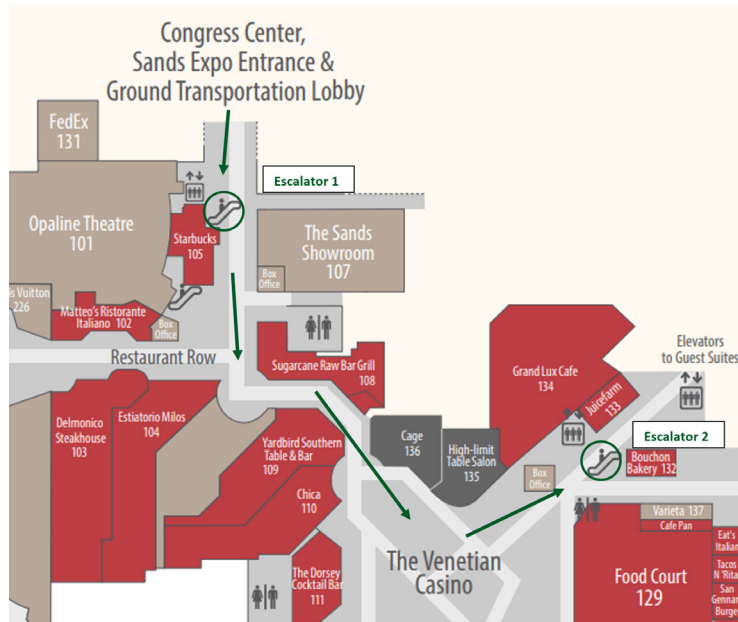 Congress Center,
Sands Expo Entrance &
Ground Transportation Lobby
FedEx
131
Escalator 1
Opaline Theatre
101
Starbucks
105
The Sands
Showroom
107
Box
Office
is Vuitton
226
Matteo's Ristorante
Italiano 102
Box
Office
Restaurant Row
Sugarcane Raw Bar Grill
108
Elevators
to Guest Suites
Grand Lux Cafe
134
Juicefarm
133
Delmonico
Steakhouse
103
Estiatorio Milos
104
Yardbird Southern
Table & Bar
109
Cage
136
High-limit
Table Salon
135
Escalator 2
Bouchon
Bakery 132
Box
Office
Chica
110
Varieta 137
Cafe Pan
The Venetian
Casino
The Dorsey
Cocktail Bar
111
Food Court
129
Eat's
Italian
Tacos
N 'Rita
San
Gennar
Burge